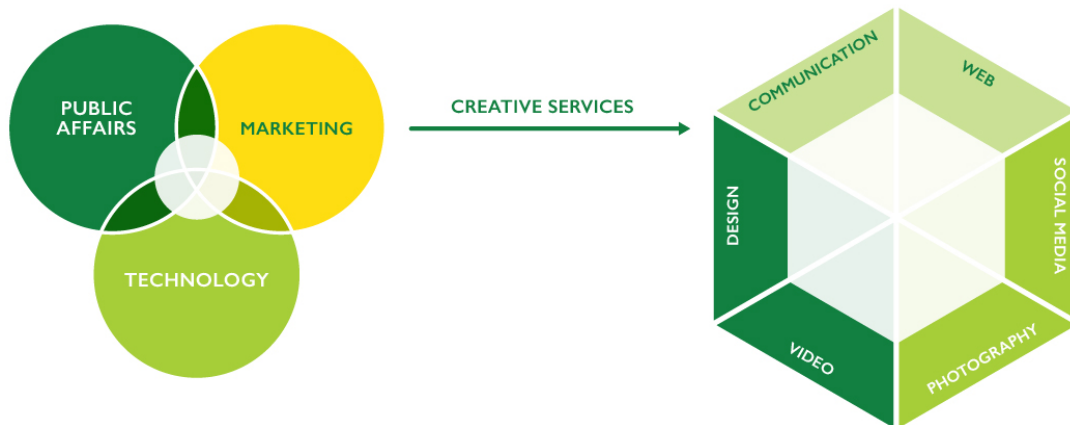 PUBLIC
AFFAIRS
MARKETING
TECHNOLOGY
CREATIVE SERVICES
COMMUNICATION
WEB
DESIGN
SOCIAL MEDIA
VIDEO
PHOTOGRAPHY